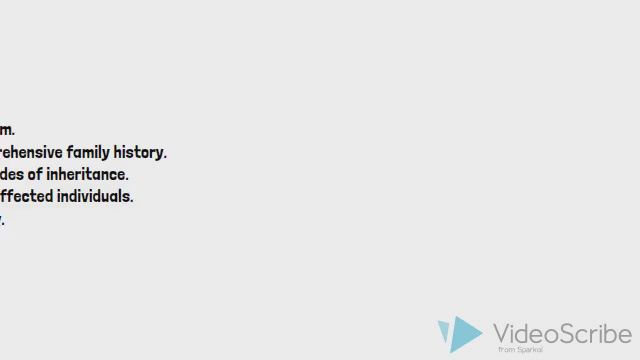 m.
rehensive family history.
des of inheritance.
ffected individuals.
.
VideoScribe
from Sparkol